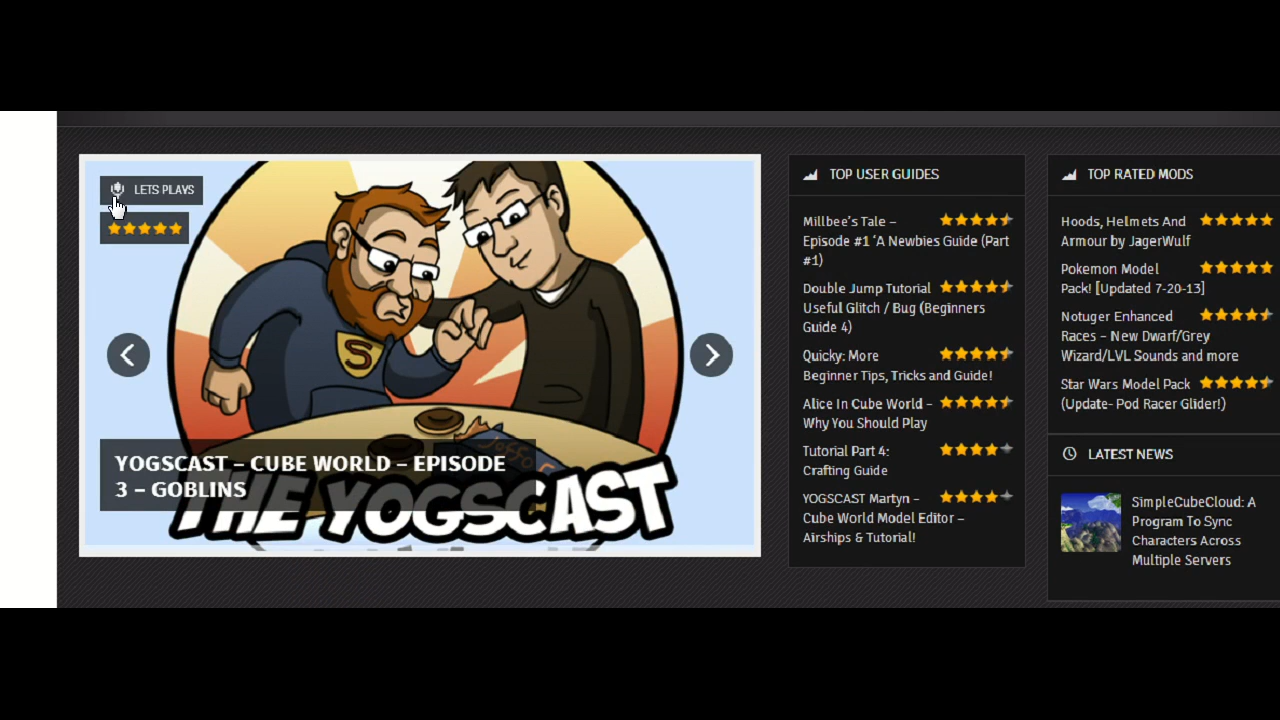 LETS PLAYS
S
Joffo C
YOGSCAST – CUBE WORLD – EPISODE
3 – GOBLINS
THE YOGSCAST
TOP USER GUIDES
Millbee's Tale –
Episode #1 'A Newbies Guide (Part
#1)
Double Jump Tutorial
Useful Glitch / Bug (Beginners
Guide 4)
Quicky: More
Beginner Tips, Tricks and Guide!
Alice In Cube World –
Why You Should Play
Tutorial Part 4:
Crafting Guide
YOGSCAST Martyn –
Cube World Model Editor –
Airships & Tutorial!
TOP RATED MODS
Hoods, Helmets And
Armour by JagerWulf
Pokemon Model
Pack! [Updated 7-20-13]
Notuger Enhanced
Races – New Dwarf/Grey
Wizard/LVL Sounds and more
Star Wars Model Pack
(Update- Pod Racer Glider!)
LATEST NEWS
SimpleCubeCloud: A
Program To Sync
Characters Across
Multiple Servers